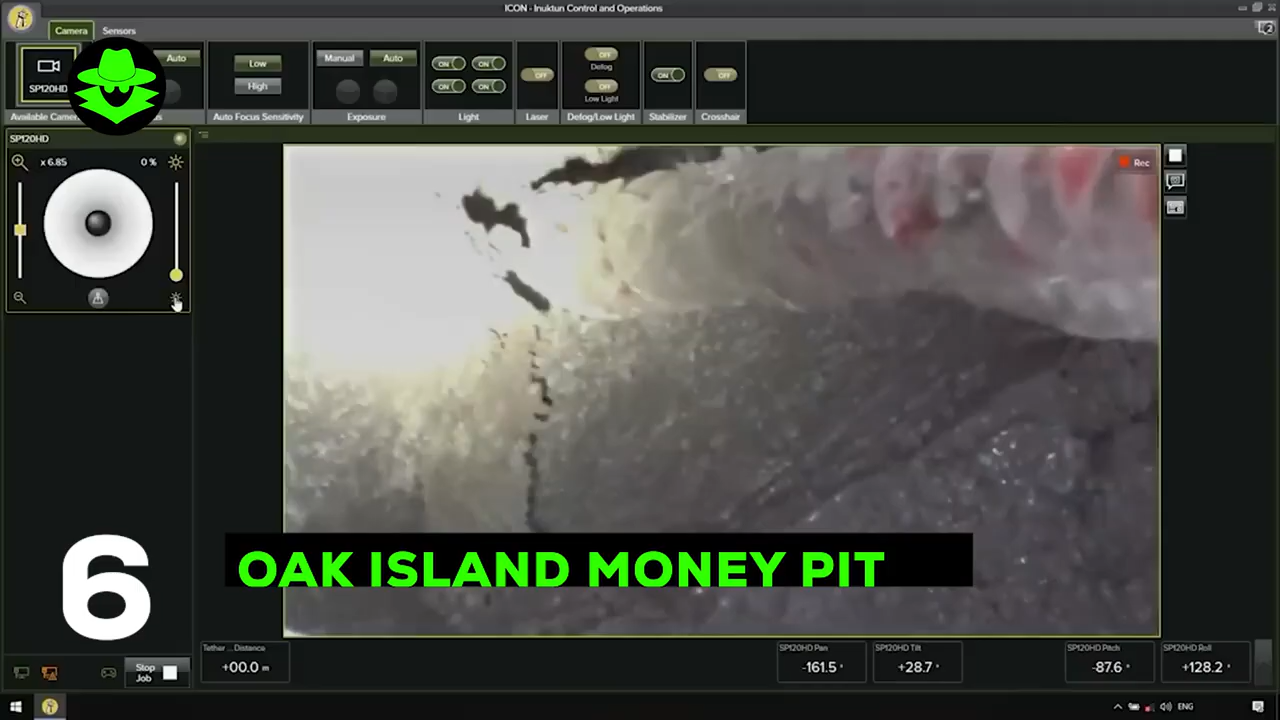 ICON - Inuktun Control and Operations
Camera Sensors
2
SP120HD
Auto
Low
High
Manual Auto
ON ON
ON ON
OFF
OFF
Defog
OFF
Low Light
ON
OFF
Auto Focus Sensitivity
Exposure
Light
Laser
Defog/Low Light
Stabilizer
Crosshair
SP120HD
x 6.85 0 %
Rec
6
OAK ISLAND MONEY PIT
Stop
Job
Tether ... Distance
+00.0 m
SP120HD Pan
-161.5 °
SP120HD Tilt
+28.7 °
SP120HD Pitch
-87.6 °
SP120HD Roll
+128.2 °
ENG